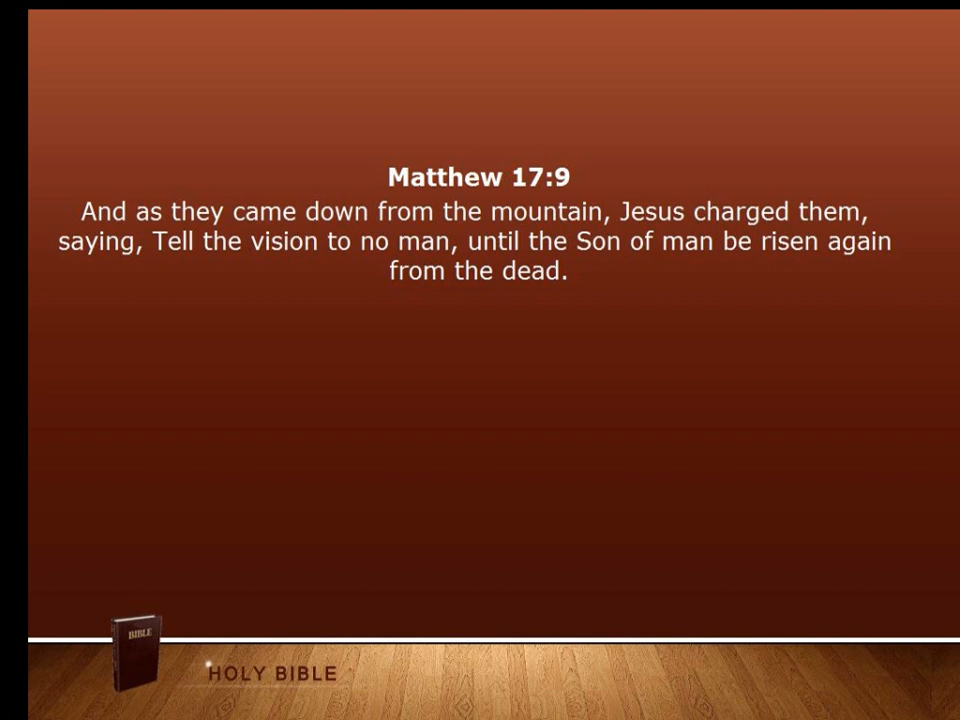 Matthew 17:9
And as they came down from the mountain, Jesus charged them,
saying, Tell the vision to no man, until the Son of man be risen again
from the dead.
BIBLE
HOLY BIBLE